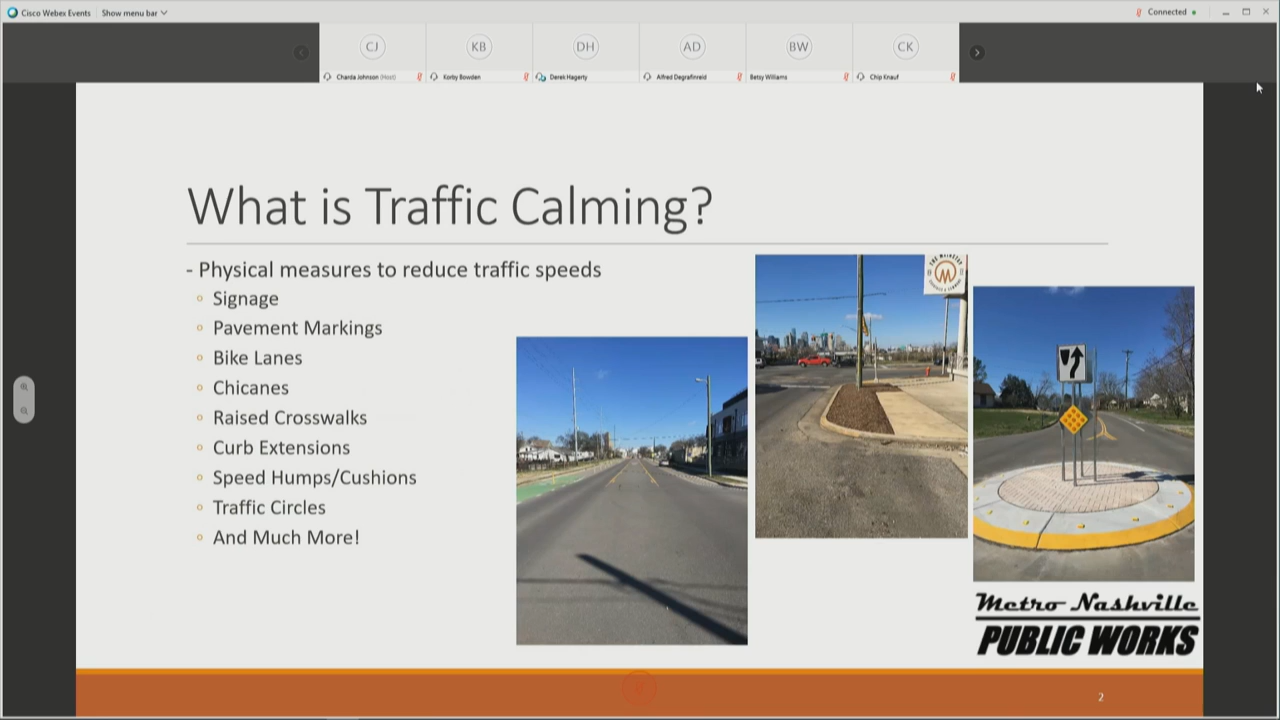 Cisco Webex Events
Show menu bar
Connected
CJ
KB
DH
AD
BW
CK
Charda Johnson (Host)
Korby Bowden
Derek Hagerty
Alfred Degrafinreid
Betsy Williams
Chip Knauf
What is Traffic Calming?
- Physical measures to reduce traffic speeds
Signage
Pavement Markings
Bike Lanes
Chicanes
Raised Crosswalks
Curb Extensions
Speed Humps/Cushions
Traffic Circles
And Much More!
M
Metro Nashville
PUBLIC WORKS
2